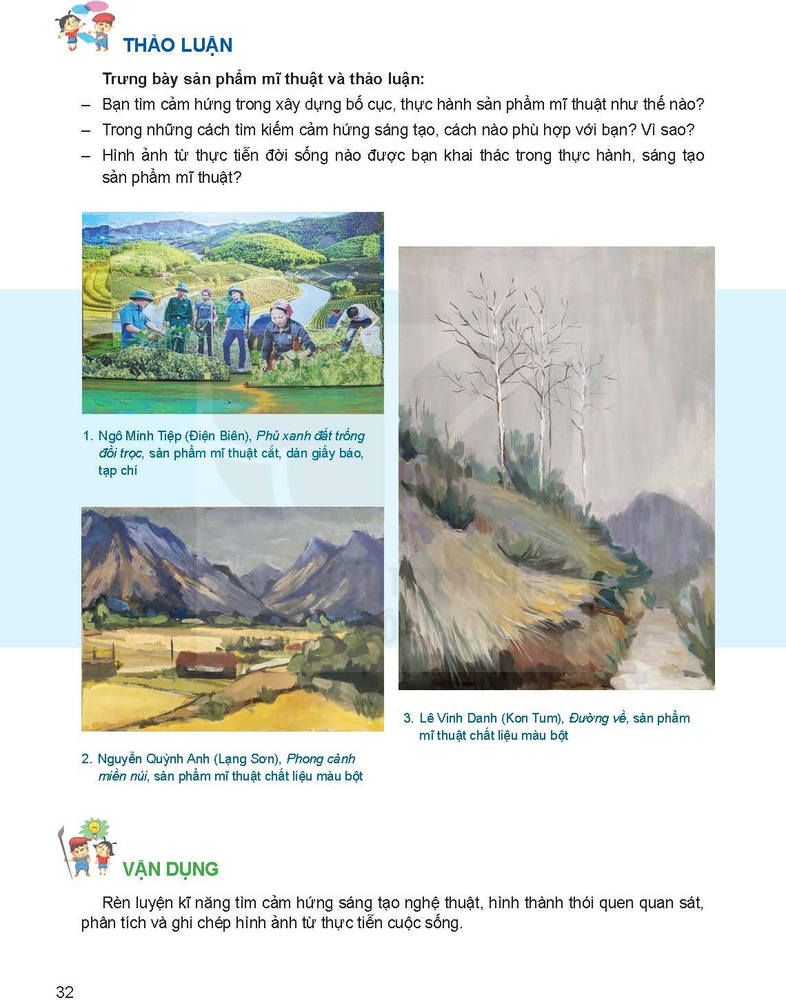 THẢO LUẬN
Trưng bày sản phẩm mĩ thuật và thảo luận:
– Bạn tìm cảm hứng trong xây dựng bố cục, thực hành sản phẩm mĩ thuật như thế nào?
– Trong những cách tìm kiếm cảm hứng sáng tạo, cách nào phù hợp với bạn? Vì sao?
– Hình ảnh từ thực tiễn đời sống nào được bạn khai thác trong thực hành, sáng tạo
sản phẩm mĩ thuật?
1. Ngô Minh Tiệp (Điện Biên), Phủ xanh đất trống
đồi trọc, sản phẩm mĩ thuật cắt, dán giấy báo,
tạp chí
2. Nguyễn Quỳnh Anh (Lạng Sơn), Phong cảnh
miền núi, sản phẩm mĩ thuật chất liệu màu bột
3. Lê Vinh Danh (Kon Tum), Đường về, sản phẩm
mĩ thuật chất liệu màu bột
VẬN DỤNG
Rèn luyện kĩ năng tìm cảm hứng sáng tạo nghệ thuật, hình thành thói quen quan sát,
phân tích và ghi chép hình ảnh từ thực tiễn cuộc sống.
32